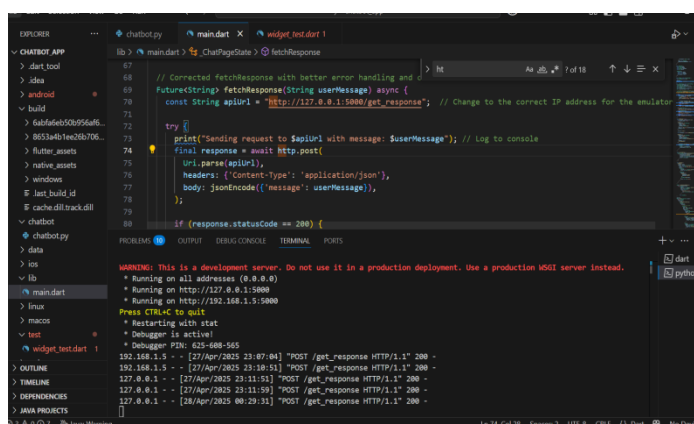 EXPLORER
chatbot.py
main.dart X
widget_test.dart 1
CHATBOT_APP
.dart_tool
.idea
android
build
6abfa6eb50b956af6...
8653a4b1ee26b706...
flutter_assets
native_assets
windows
.last_build_id
cache.dill.track.dill
chatbot
chatbot.py
data
ios
lib
main.dart
linux
macos
test
widget_test.dart 1
OUTLINE
TIMELINE
DEPENDENCIES
JAVA PROJECTS
lib > main.dart > _ChatPageState > fetchResponse
ht
Aa ab .*
? of 18
67
68 // Corrected fetchResponse with better error handling and
69 Future<String> fetchResponse(String userMessage) async {
70 const String apiUrl = "http://127.0.0.1:5000/get_response"; // Change to the correct IP address for the emulator
71
72 try {
73 print("Sending request to $apiUrl with message: $userMessage"); // Log to console
74 final response = await http.post(
75 Uri.parse(apiUrl),
76 headers: {'Content-Type': 'application/json'},
77 body: jsonEncode({'message': userMessage}),
78 );
79
80 if (response.statusCode == 200) {
PROBLEMS 10 OUTPUT DEBUG CONSOLE TERMINAL PORTS
WARNING: This is a development server. Do not use it in a production deployment. Use a production WSGI server instead.
* Running on all addresses (0.0.0.0)
* Running on http://127.0.0.1:5000
* Running on http://192.168.1.5:5000
Press CTRL+C to quit
* Restarting with stat
* Debugger is active!
* Debugger PIN: 625-608-565
192.168.1.5 - - [27/Apr/2025 23:07:04] "POST /get_response HTTP/1.1" 200 -
192.168.1.5 - - [27/Apr/2025 23:10:51] "POST /get_response HTTP/1.1" 200 -
127.0.0.1 - - [27/Apr/2025 23:11:51] "POST /get_response HTTP/1.1" 200 -
127.0.0.1 - - [27/Apr/2025 23:11:59] "POST /get_response HTTP/1.1" 200 -
127.0.0.1 - - [28/Apr/2025 00:29:31] "POST /get_response HTTP/1.1" 200 -
dart
pytho